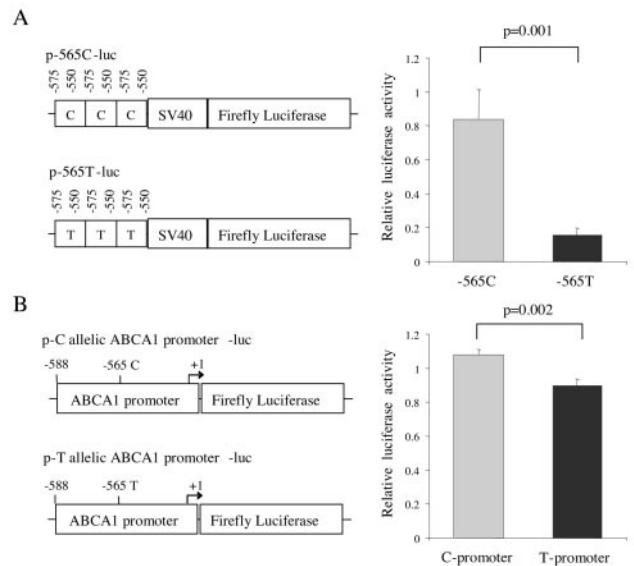 A
p-565C-luc
-575 -550 -575 -550 -575 -550
C C C SV40 Firefly Luciferase
p-565T-luc
-575 -550 -575 -550 -575 -550
T T T SV40 Firefly Luciferase
p=0.001
Relative luciferase activity
1.2
1
0.8
0.6
0.4
0.2
0
-565C -565T
B
p-C allelic ABCA1 promoter -luc
-588 -565 C +1
ABCA1 promoter Firefly Luciferase
p-T allelic ABCA1 promoter -luc
-588 -565 T +1
ABCA1 promoter Firefly Luciferase
p=0.002
Relative luciferase activity
1.2
1
0.8
0.6
0.4
0.2
0
C-promoter T-promoter